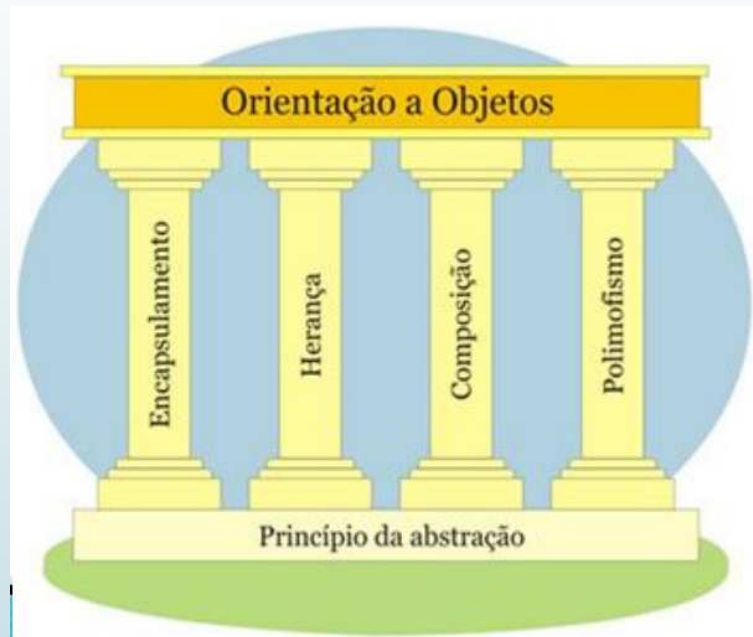 Orientação a Objetos
Encapsulamento
Herança
Composição
Polimofismo
Princípio da abstração